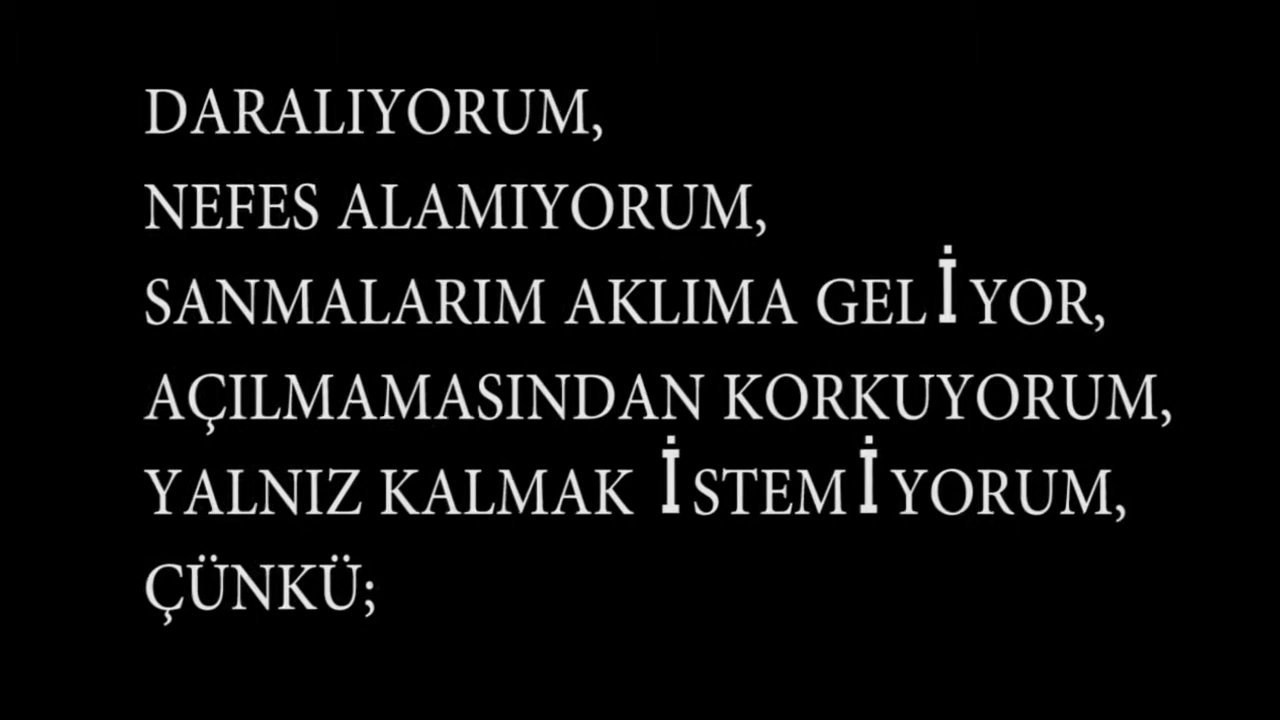 DARALIYORUM,
NEFES ALAMIYORUM,
SANMALARIM AKLIMA GELİYOR,
AÇILMAMASINDAN KORKUYORUM,
YALNIZ KALMAK İSTEMİYORUM,
ÇÜNKÜ;